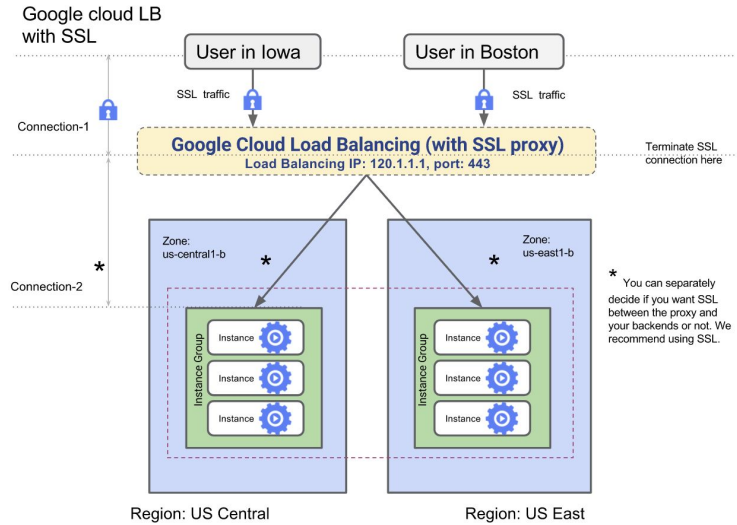 Google cloud LB
with SSL
User in Iowa
User in Boston
SSL traffic
SSL traffic
Connection-1
Google Cloud Load Balancing (with SSL proxy)
Load Balancing IP: 120.1.1.1, port: 443
Terminate SSL
connection here
Zone:
us-central1-b
*
Zone:
us-east1-b
*
*
Connection-2
* You can separately
decide if you want SSL
between the proxy and
your backends or not. We
recommend using SSL.
Instance Group
Instance
Instance
Instance
Instance Group
Instance
Instance
Instance
Region: US Central
Region: US East